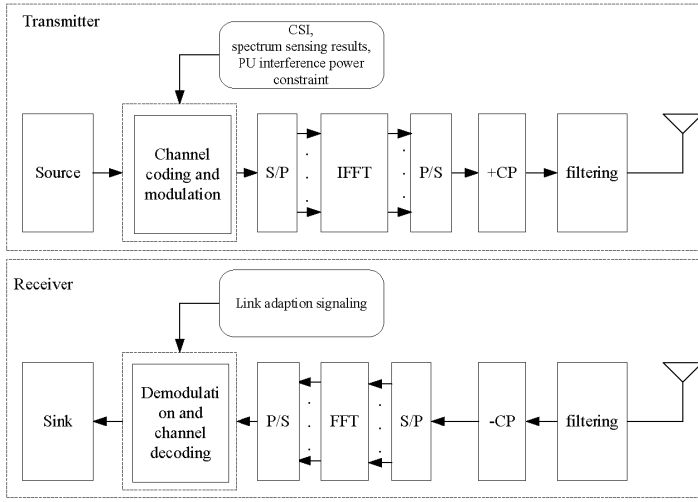 Transmitter
CSI,
spectrum sensing results,
PU interference power
constraint
Source
Channel
coding and
modulation
S/P
IFFT
P/S
+CP
filtering
Receiver
Link adaption signaling
Sink
Demodulati
on and
channel
decoding
P/S
FFT
S/P
-CP
filtering